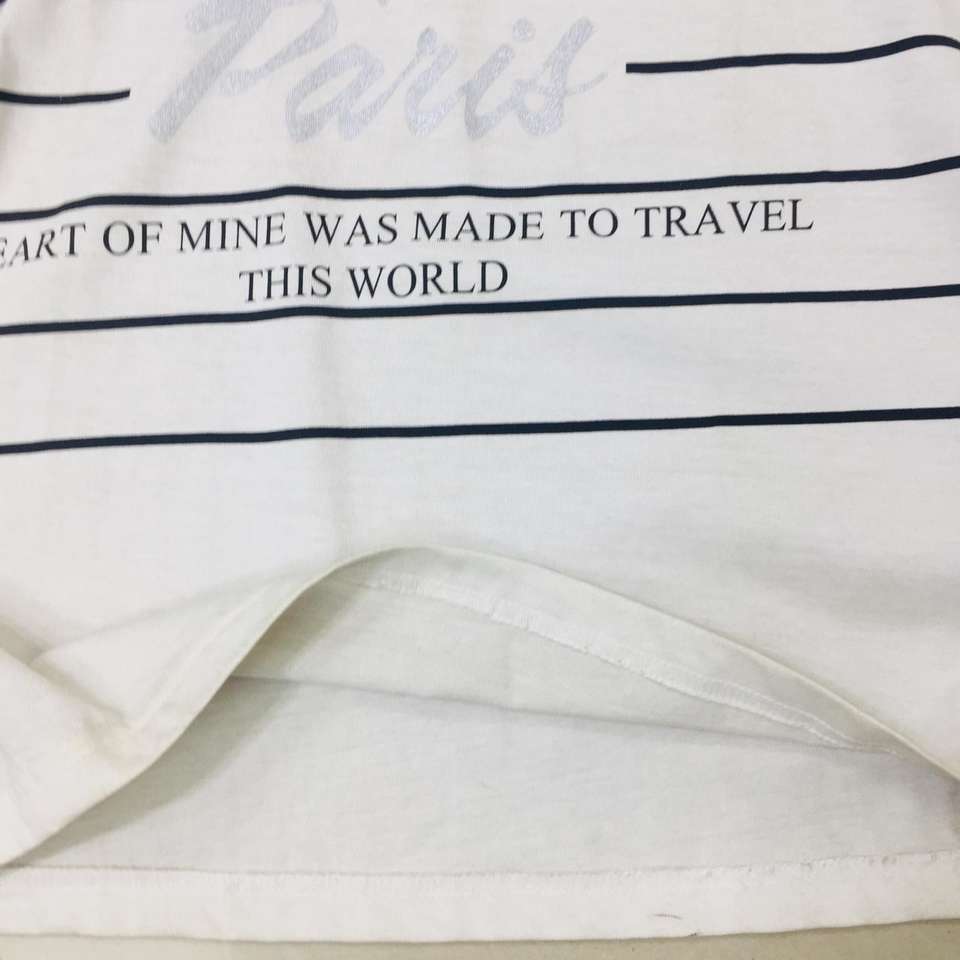 Paris
EART OF MINE WAS MADE TO TRAVEL
THIS WORLD